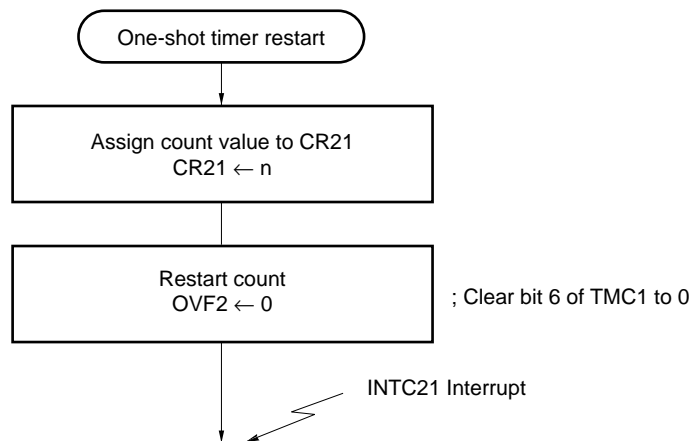 One-shot timer restart
Assign count value to CR21
CR21 ← n
Restart count
OVF2 ← 0
; Clear bit 6 of TMC1 to 0
INTC21 Interrupt